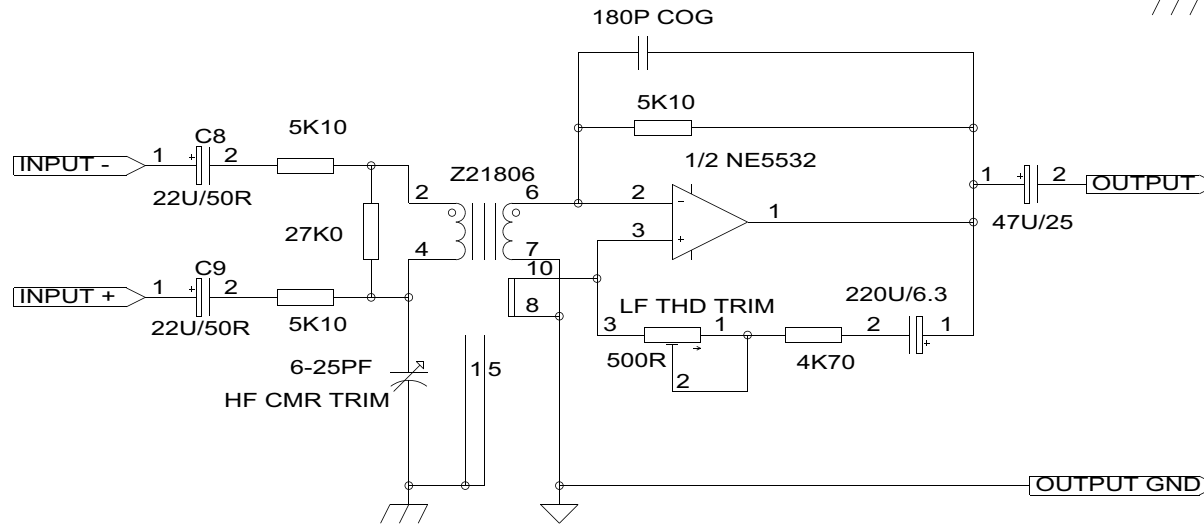 180P COG
5K10
1/2 NE5532
C8
5K10
INPUT -
1
2
22U/50R
Z21806
2
6
2
1
1
2
OUTPUT
47U/25
27K0
4
7
3
10
8
C9
INPUT +
1
2
22U/50R
5K10
LF THD TRIM
3
1
500R
2
220U/6.3
2
1
4K70
6-25PF
HF CMR TRIM
1 5
OUTPUT GND